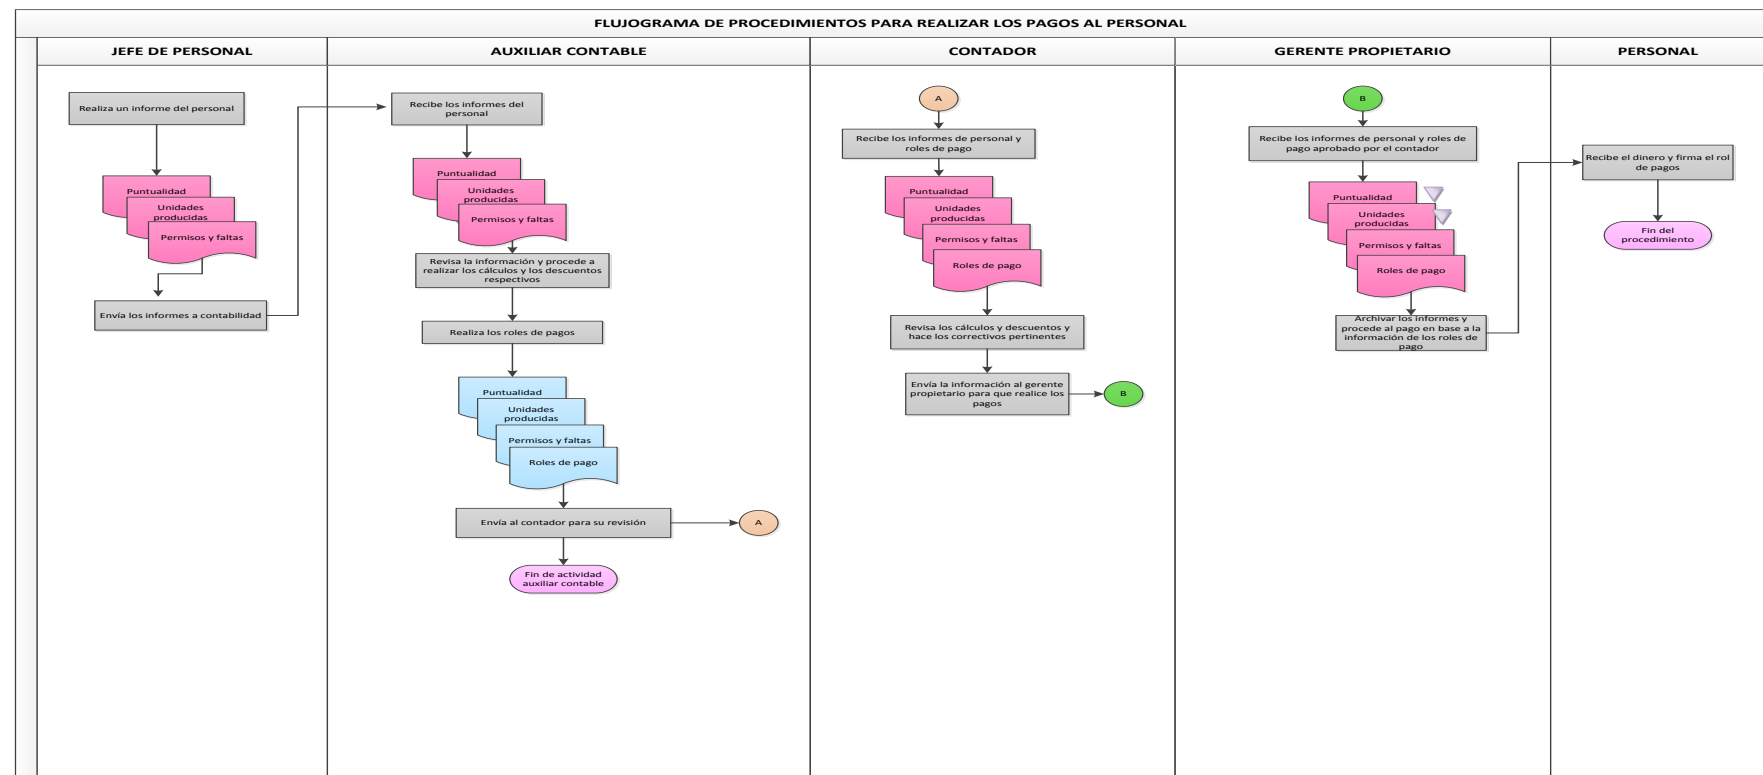 FLUJOGRAMA DE PROCEDIMIENTOS PARA REALIZAR LOS PAGOS AL PERSONAL
JEFE DE PERSONAL
Realiza un informe del personal
Puntualidad
Unidades
producidas
Permisos y faltas
Envía los informes a contabilidad
AUXILIAR CONTABLE
Recibe los informes del
personal
Puntualidad
Unidades
producidas
Permisos y faltas
Revisa la información y procede a
realizar los cálculos y los descuentos
respectivos
Realiza los roles de pagos
Puntualidad
Unidades
producidas
Permisos y faltas
Roles de pago
Envía al contador para su revisión
A
Fin de actividad
auxiliar contable
CONTADOR
A
Recibe los informes de personal y
roles de pago
Puntualidad
Unidades
producidas
Permisos y faltas
Roles de pago
Revisa los cálculos y descuentos y
hace los correctivos pertinentes
Envía la información al gerente
propietario para que realice los
pagos
B
GERENTE PROPIETARIO
B
Recibe los informes de personal y roles de
pago aprobado por el contador
Puntualidad
Unidades
producidas
Permisos y faltas
Roles de pago
Archivar los informes y
procede al pago en base a la
información de los roles de
pago
PERSONAL
Recibe el dinero y firma el rol
de pagos
Fin del
procedimiento